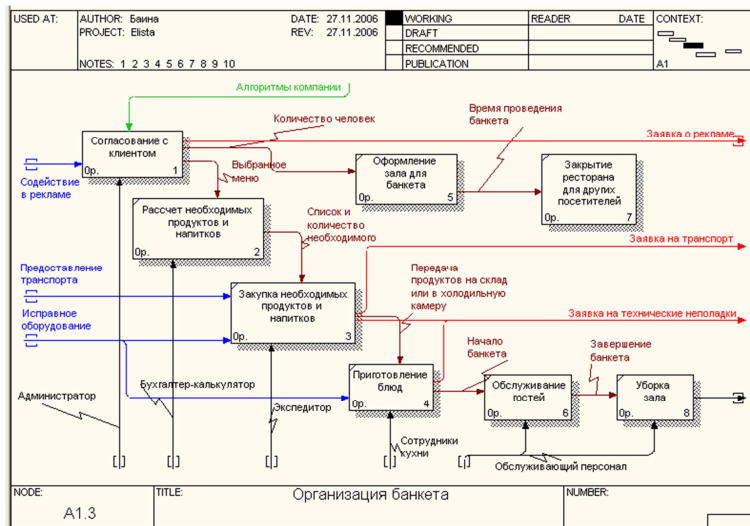 USED AT:
AUTHOR: Баина
DATE: 27.11.2006
WORKING
READER
DATE
CONTEXT:
PROJECT: Elista
REV: 27.11.2006
DRAFT
RECOMMENDED
NOTES: 1 2 3 4 5 6 7 8 9 10
PUBLICATION
A1
Алгоритмы компании
Количество человек
Время проведения
банкета
Заявка о рекламе
Согласование с
клиентом
0р.
1
Содействие
в рекламе
Выбранное
меню
Оформление
зала для
банкета
0р.
5
Закрытие
ресторана
для других
посетителей
0р.
7
Рассчет необходимых
продуктов и
напитков
0р.
2
Список и
количество
необходимого
Заявка на транспорт
Предоставление
транспорта
Передача
продуктов на склад
или в холодильную
камеру
Закупка необходимых
продуктов и
напитков
0р.
3
Исправное
оборудование
Заявка на технические неполадки
Начало
банкета
Завершение
банкета
Приготовление
блюд
0р.
4
Обслуживание
гостей
0р.
6
Уборка
зала
0р.
8
Администратор
Бухгалтер-калькулятор
Экспедитор
Сотрудники
кухни
Обслуживающий персонал
NODE:
TITLE:
NUMBER:
A1.3
Организация банкета